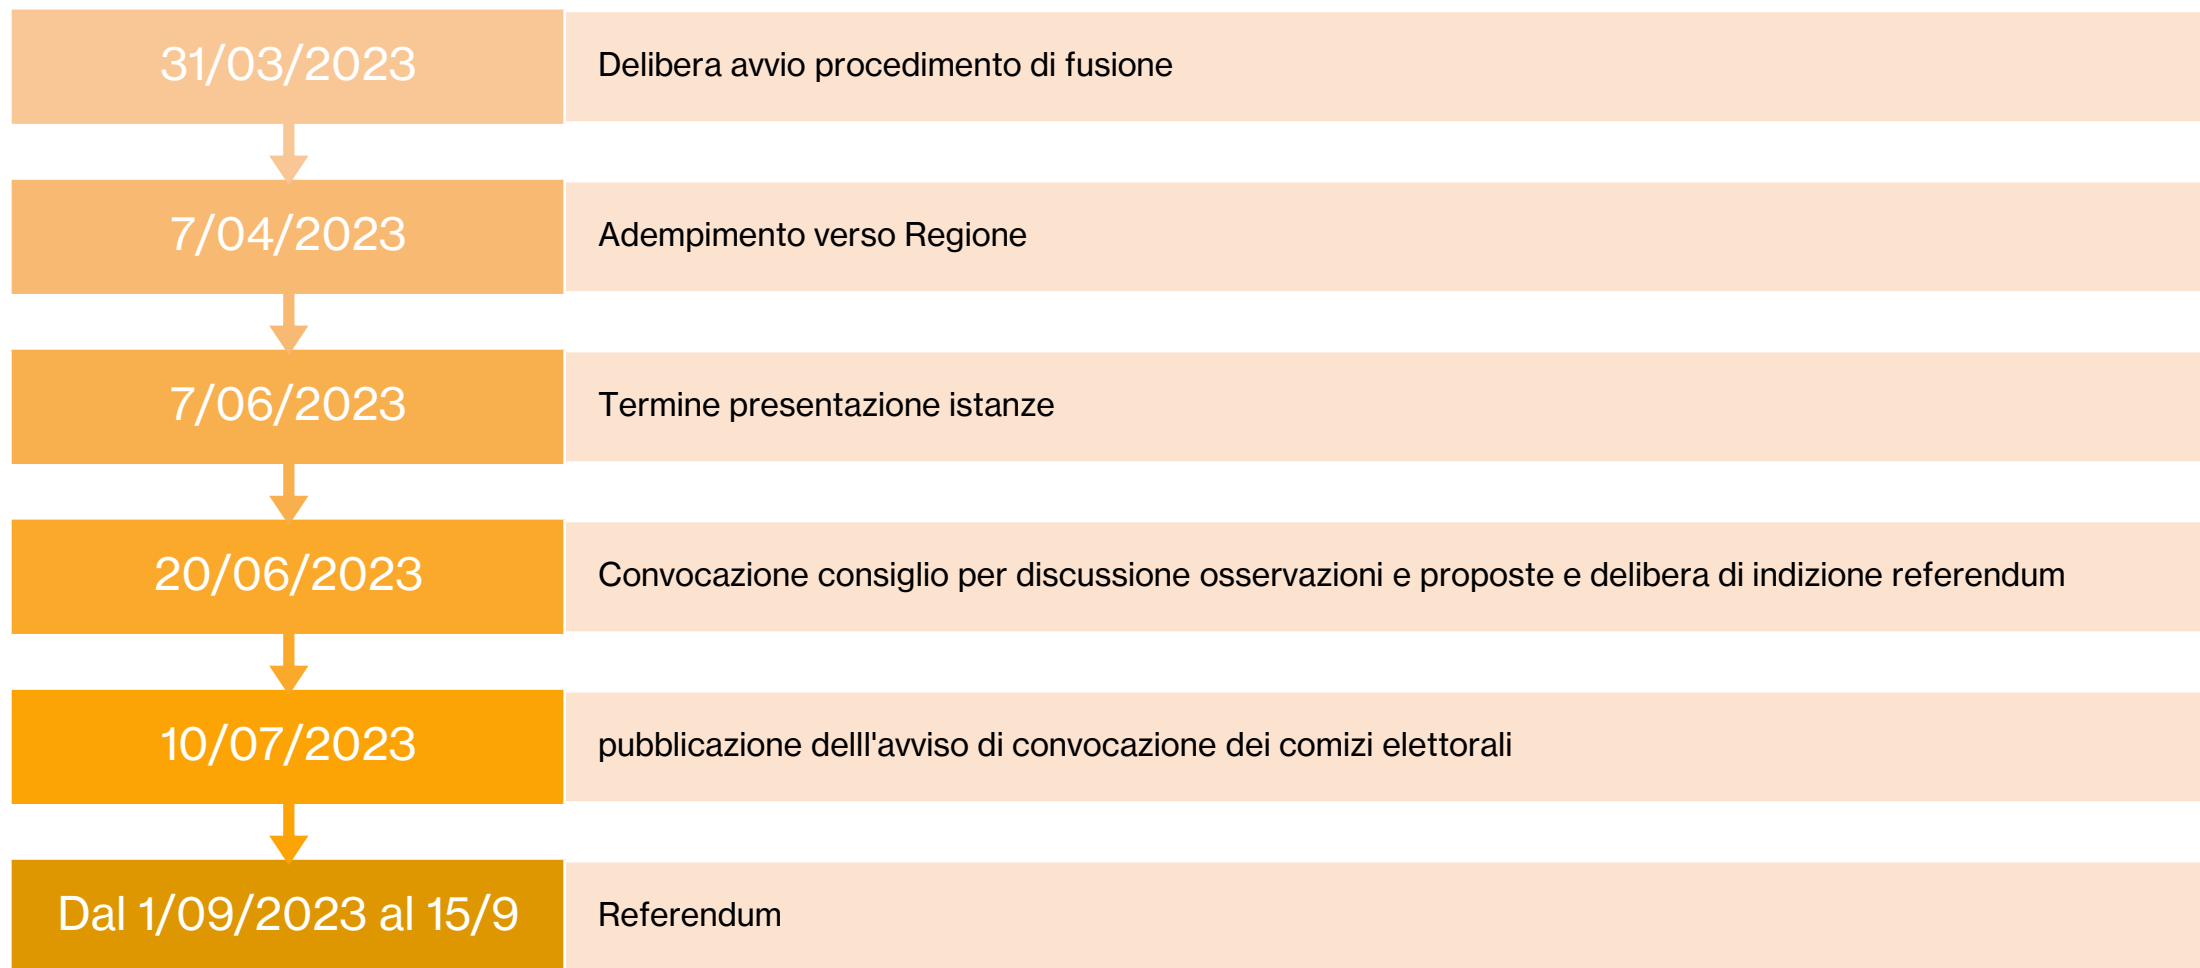 31/03/2023
Delibera avvio procedimento di fusione
7/04/2023
Adempimento verso Regione
7/06/2023
Termine presentazione istanze
20/06/2023
Convocazione consiglio per discussione osservazioni e proposte e delibera di indizione referendum
10/07/2023
pubblicazione delll'avviso di convocazione dei comizi elettorali
Dal 1/09/2023 al 15/9
Referendum